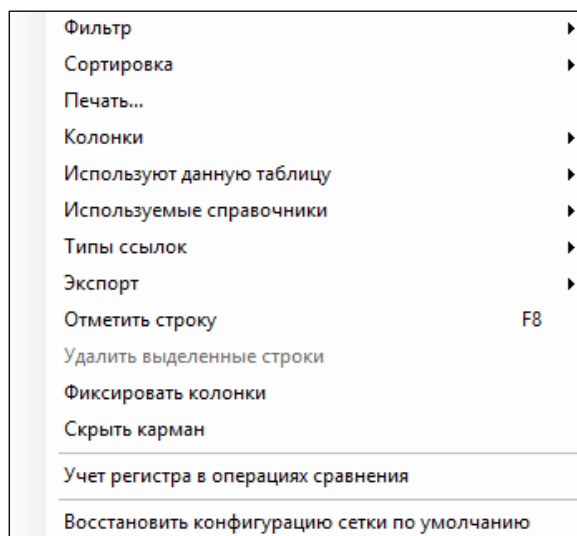 Фильтр
Сортировка
Печать...
Колонки
Используют данную таблицу
Используемые справочники
Типы ссылок
Экспорт
Отметить строку F8
Удалить выделенные строки
Фиксировать колонки
Скрыть карман
Учет регистра в операциях сравнения
Восстановить конфигурацию сетки по умолчанию